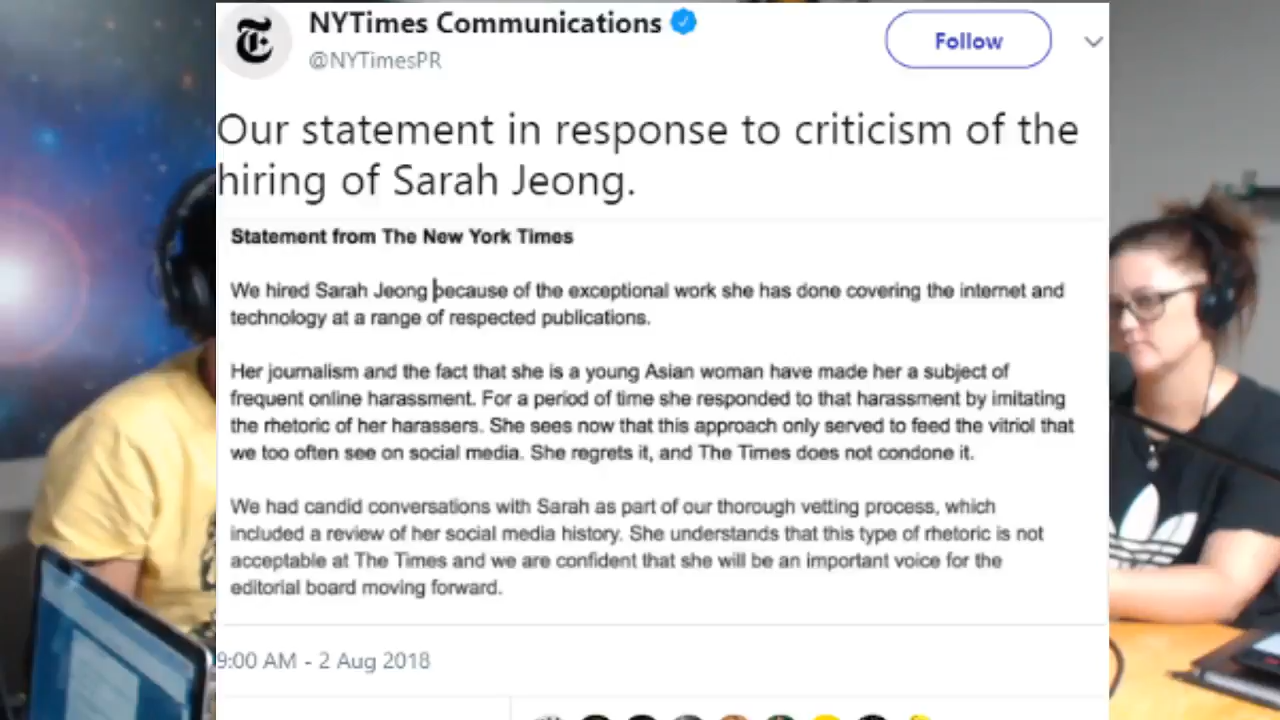 NYTimes Communications
@NYTimesPR
Follow
Our statement in response to criticism of the
hiring of Sarah Jeong.
Statement from The New York Times
We hired Sarah Jeong because of the exceptional work she has done covering the internet and
technology at a range of respected publications.
Her journalism and the fact that she is a young Asian woman have made her a subject of
frequent online harassment. For a period of time she responded to that harassment by imitating
the rhetoric of her harassers. She sees now that this approach only served to feed the vitriol that
we too often see on social media. She regrets it, and The Times does not condone it.
We had candid conversations with Sarah as part of our thorough vetting process, which
included a review of her social media history. She understands that this type of rhetoric is not
acceptable at The Times and we are confident that she will be an important voice for the
editorial board moving forward.
9:00 AM - 2 Aug 2018